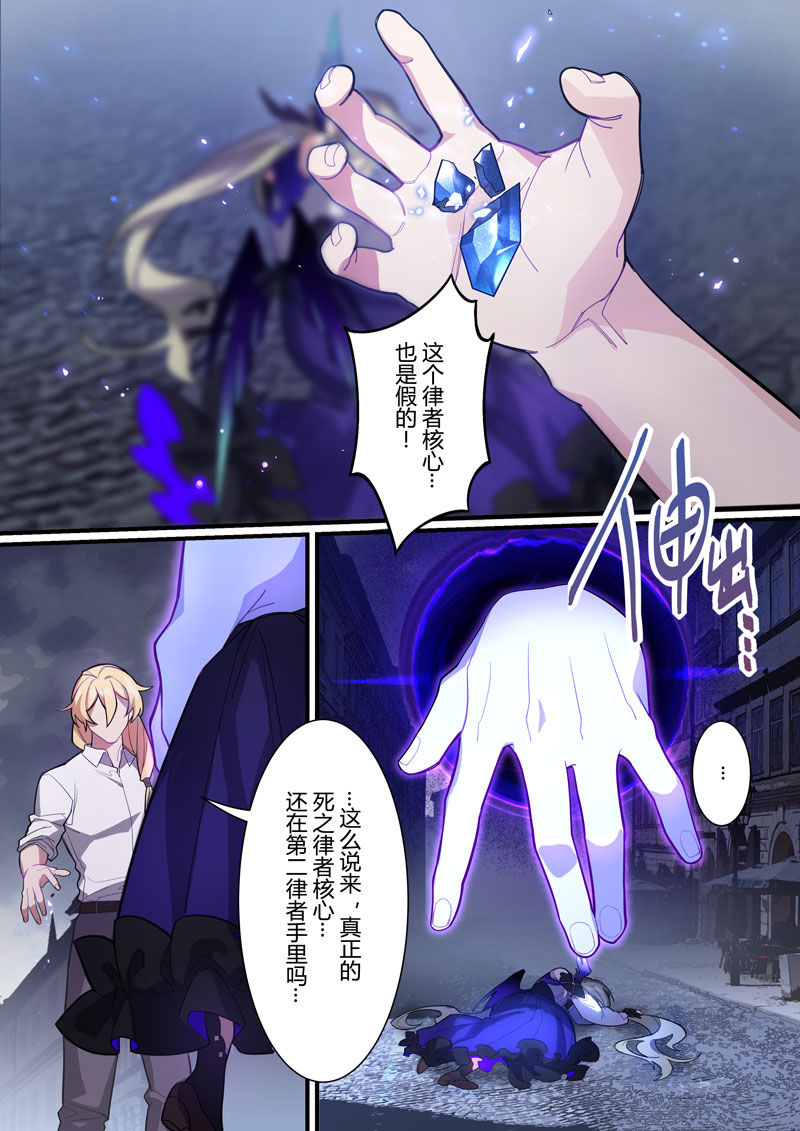 这个律者核心…
也是假的！
伸出…
…
…这么说来，真正的
死之律者核心…
还在第二律者手里吗…